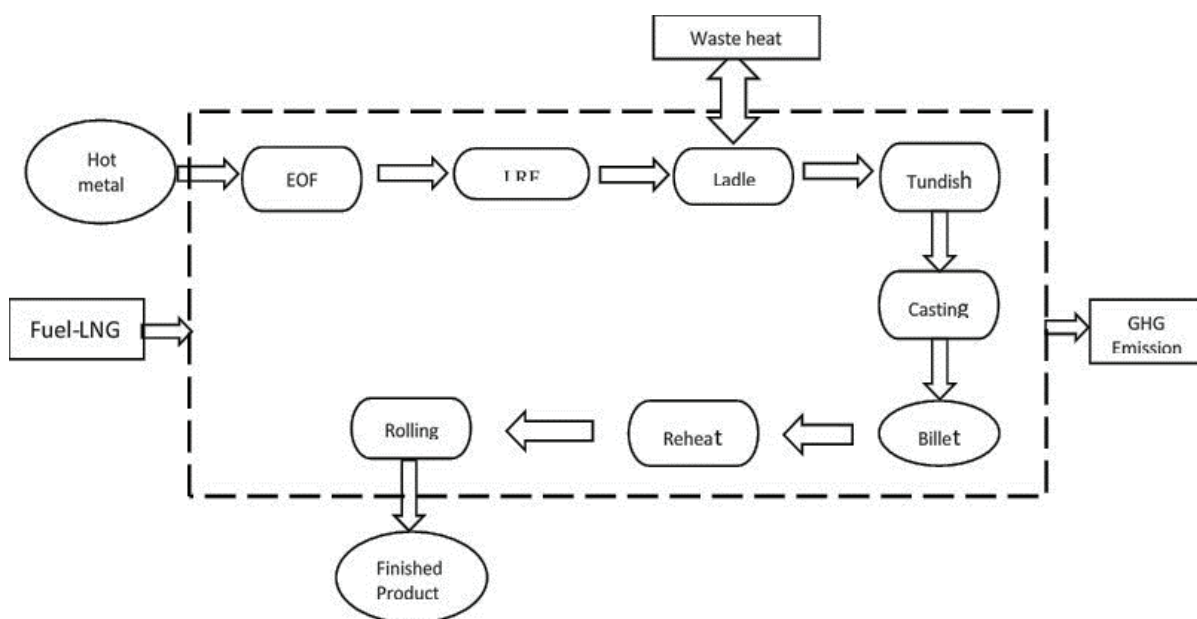 Waste heat
Hot
metal
EOF
Ladle
Tundish
Casting
Fuel-LNG
GHG
Emission
Rolling
Reheat
Billet
Finished
Product